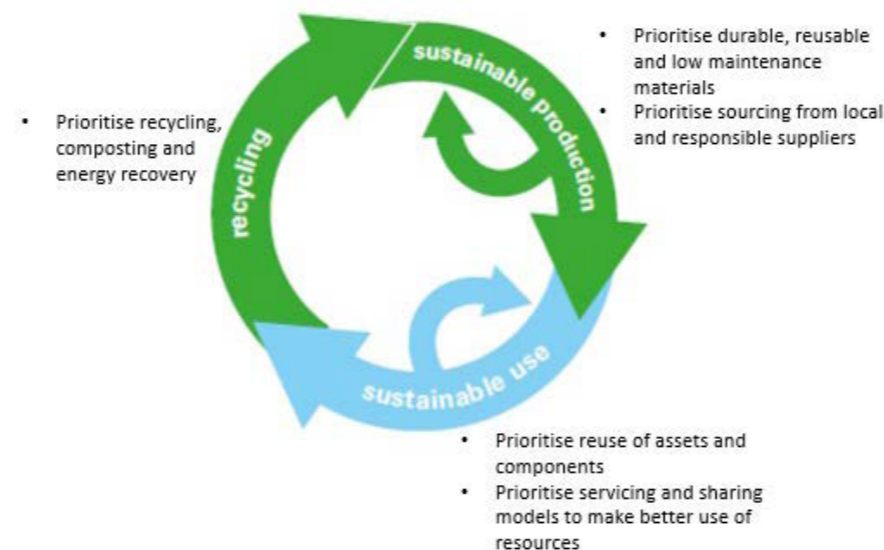 sustainable production
• Prioritise durable, reusable
and low maintenance
materials
• Prioritise sourcing from local
and responsible suppliers
• Prioritise recycling,
composting and
energy recovery
recycling
sustainable use
• Prioritise reuse of assets and
components
• Prioritise servicing and sharing
models to make better use of
resources